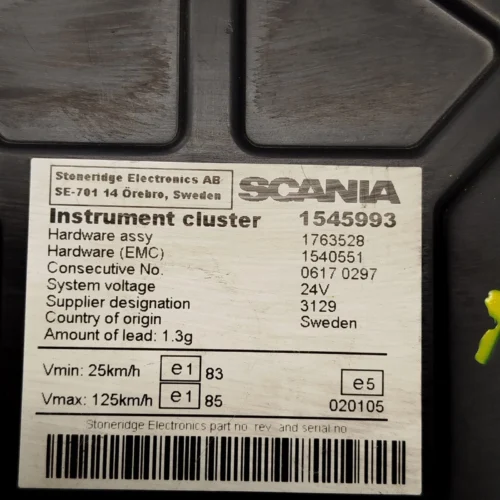 Stoneridge Electronics AB
SE-701 14 Örebro, Sweden
SCANIA
Instrument cluster 1545993
Hardware assy 1763528
Hardware (EMC) 1540551
Consecutive No. 0617 0297
System voltage 24V
Supplier designation 3129
Country of origin Sweden
Amount of lead: 1.3g
Vmin: 25km/h e1 83
e5
Vmax: 125km/h e1 85 020105
Stoneridge Electronics part no. rev. and serial no